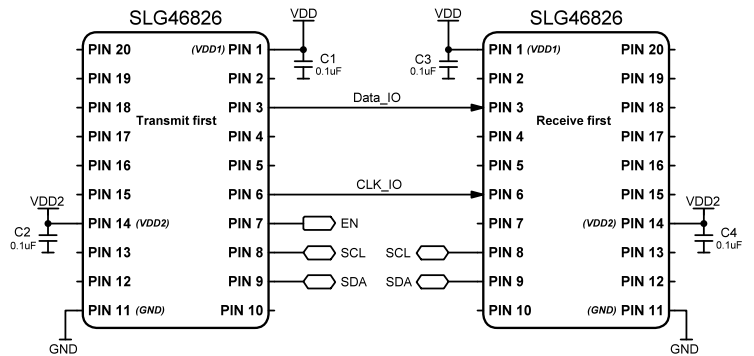 SLG46826 SLG46826
VDD VDD
PIN 20 (VDD1) PIN 1 PIN 1 (VDD1) PIN 20
C1 0.1uF C3 0.1uF
PIN 19 PIN 2 PIN 2 PIN 19
Data_IO
PIN 18 PIN 3 PIN 3 PIN 18
Transmit first Receive first
PIN 17 PIN 4 PIN 4 PIN 17
PIN 16 PIN 5 PIN 5 PIN 16
CLK_IO
PIN 15 PIN 6 PIN 6 PIN 15
VDD2 VDD2
PIN 14 (VDD2) PIN 7 EN PIN 7 (VDD2) PIN 14
C2 0.1uF C4 0.1uF
PIN 13 PIN 8 SCL SCL PIN 8 PIN 13
PIN 12 PIN 9 SDA SDA PIN 9 PIN 12
PIN 11 (GND) PIN 10 PIN 10 (GND) PIN 11
GND GND